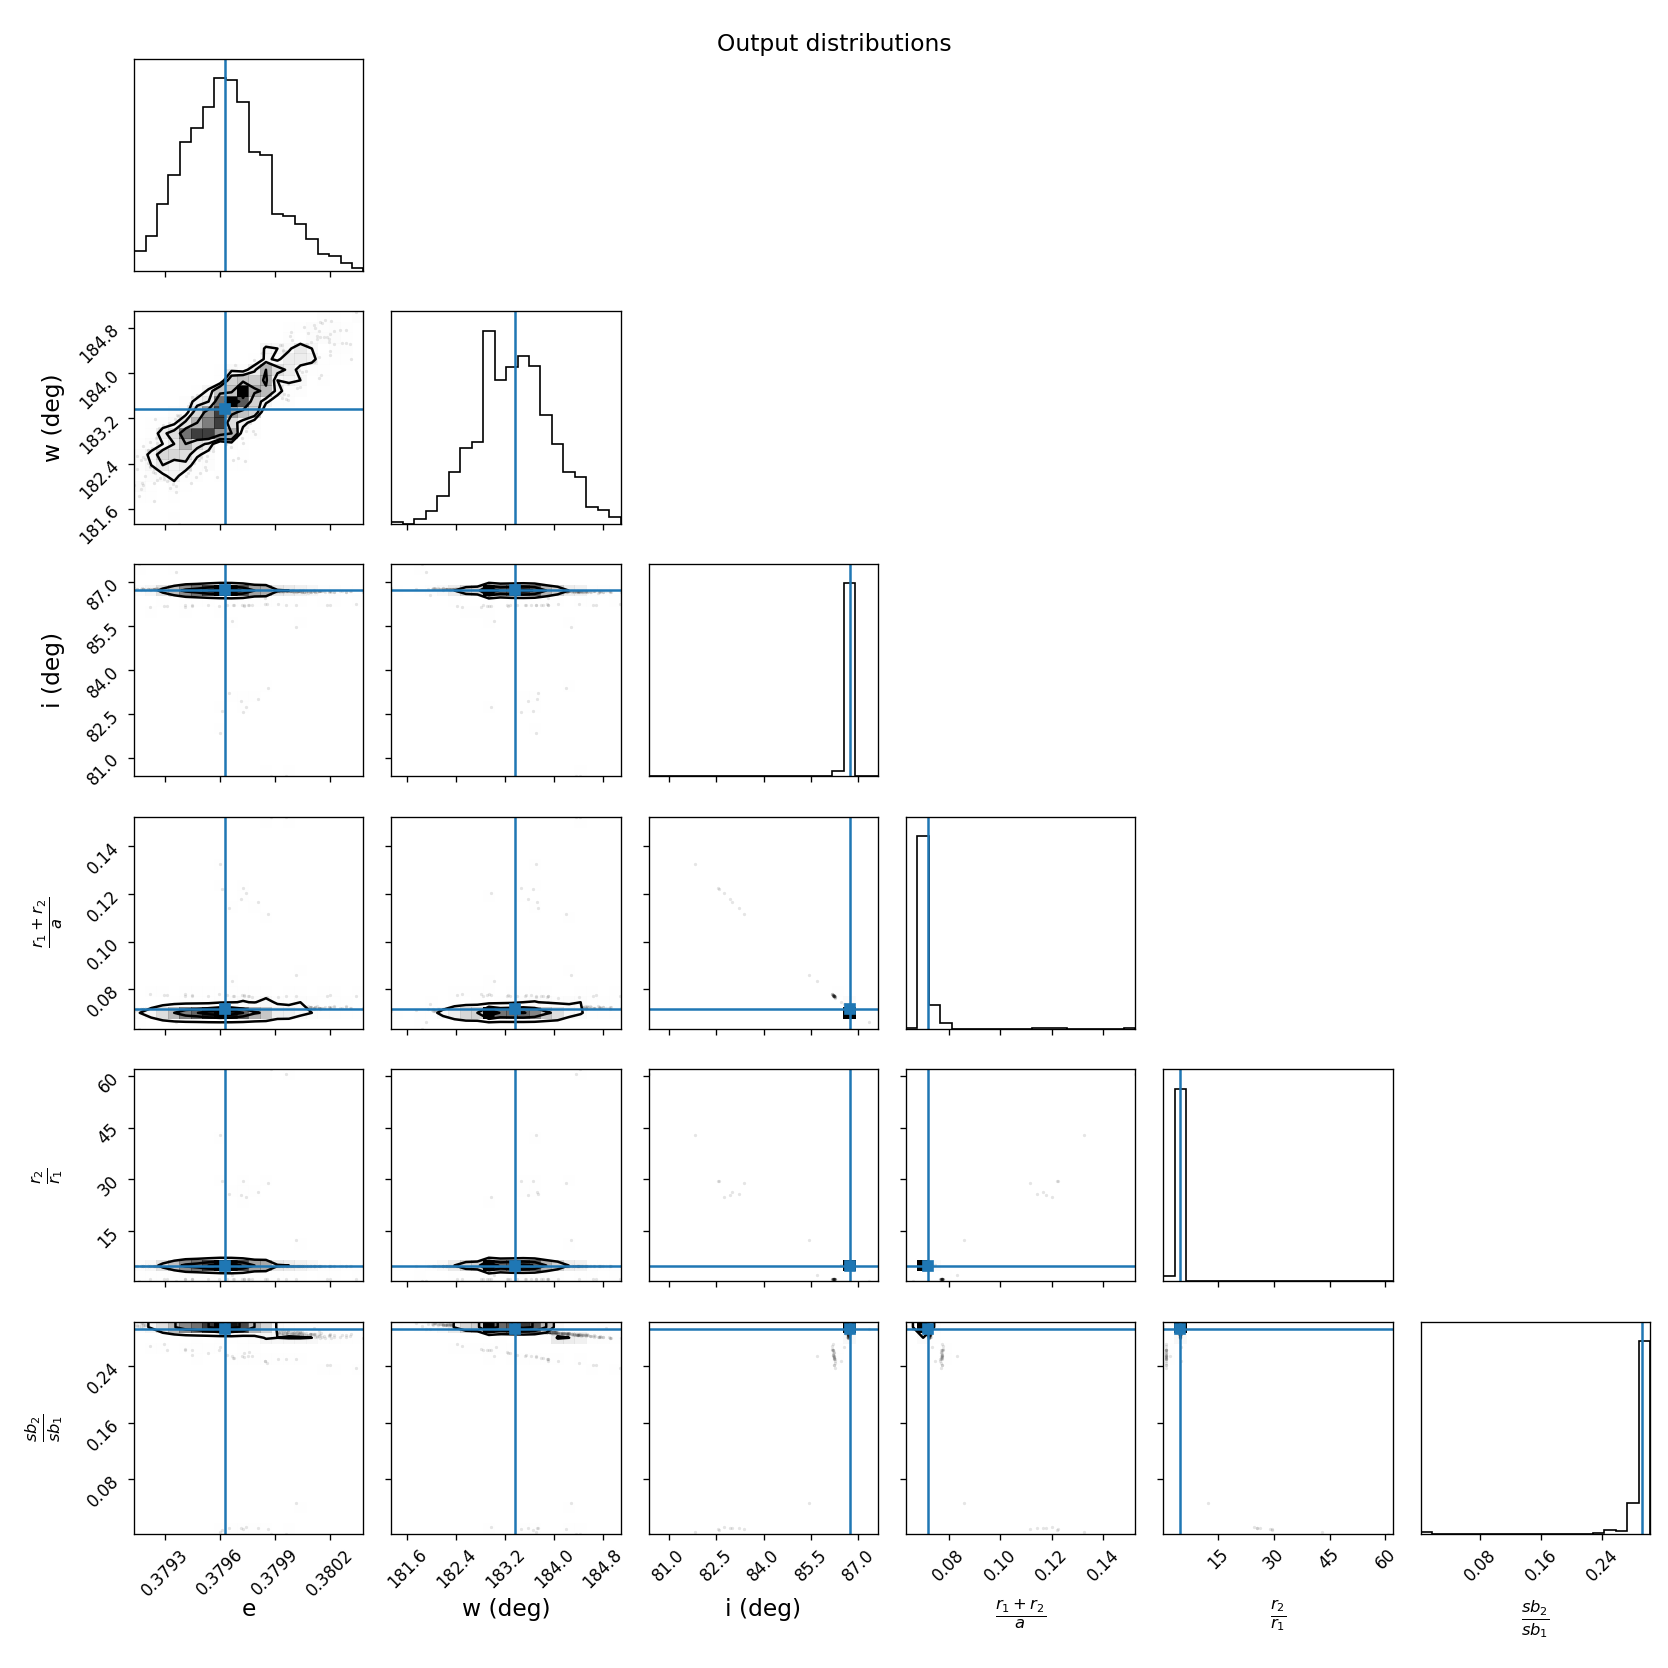 Output distributions
w (deg)
184.8
184.0
183.2
182.4
181.6
i (deg)
87.0
85.5
84.0
82.5
81.0
r₁ + r₂
a
0.14
0.12
0.10
0.08
r₂
r₁
60
45
30
15
sb₂
sb₁
0.24
0.16
0.08
0.3793 0.3796 0.3799 0.3802 181.6 182.4 183.2 184.0 184.8 81.0 82.5 84.0 85.5 87.0 0.08 0.10 0.12 0.14 15 30 45 60 0.08 0.16 0.24
e w (deg) i (deg)
r₁ + r₂ r₂ sb₂
a r₁ sb₁